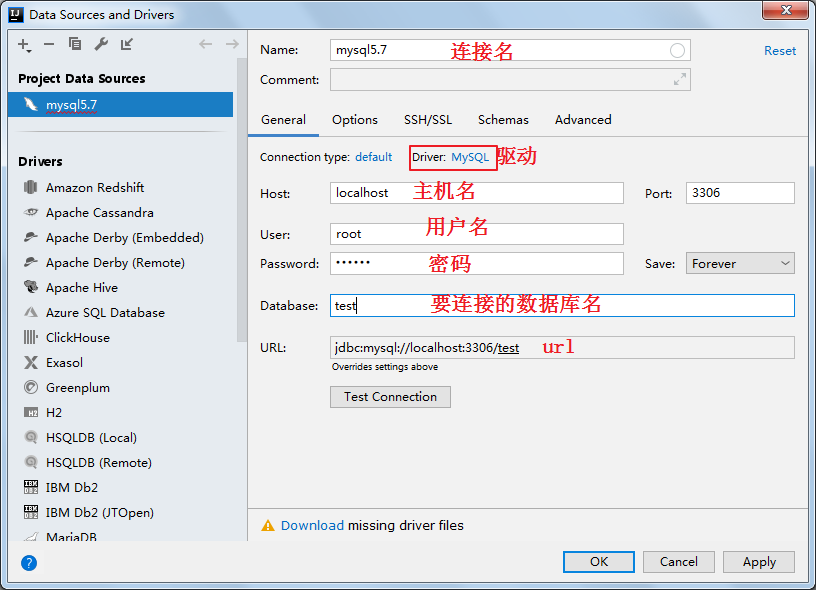 Data Sources and Drivers
Project Data Sources
mysql5.7
Drivers
Amazon Redshift
Apache Cassandra
Apache Derby (Embedded)
Apache Derby (Remote)
Apache Hive
Azure SQL Database
ClickHouse
Exasol
Greenplum
H2
HSQLDB (Local)
HSQLDB (Remote)
IBM Db2
IBM Db2 (JTOpen)
MariaDB
Name: mysql5.7 连接名 Reset
Comment:
General Options SSH/SSL Schemas Advanced
Connection type: default Driver: MySQL 驱动
Host: localhost 主机名 Port: 3306
User: root 用户名
Password: •••••• 密码 Save: Forever
Database: test 要连接的数据库名
URL: jdbc:mysql://localhost:3306/test url
Overrides settings above
Test Connection
Download missing driver files
? OK Cancel Apply